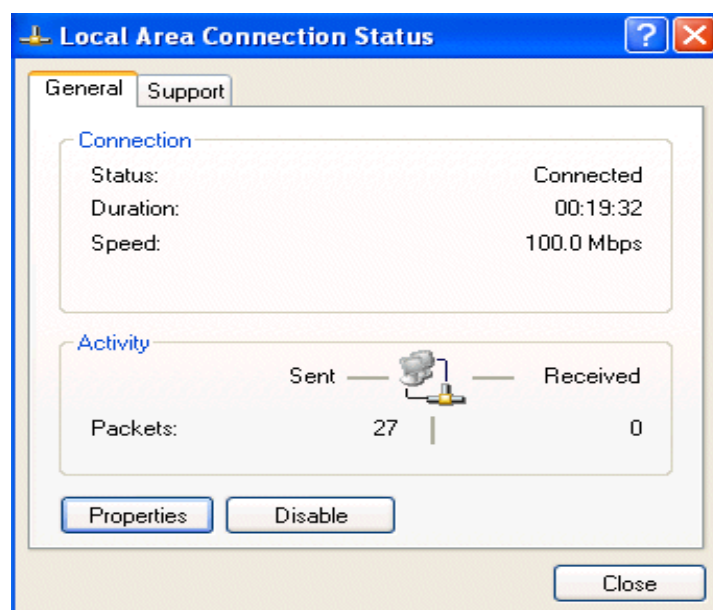 Local Area Connection Status
General Support
Connection
Status: Connected
Duration: 00:19:32
Speed: 100.0 Mbps
Activity
Sent Received
Packets: 27 0
Properties Disable
Close